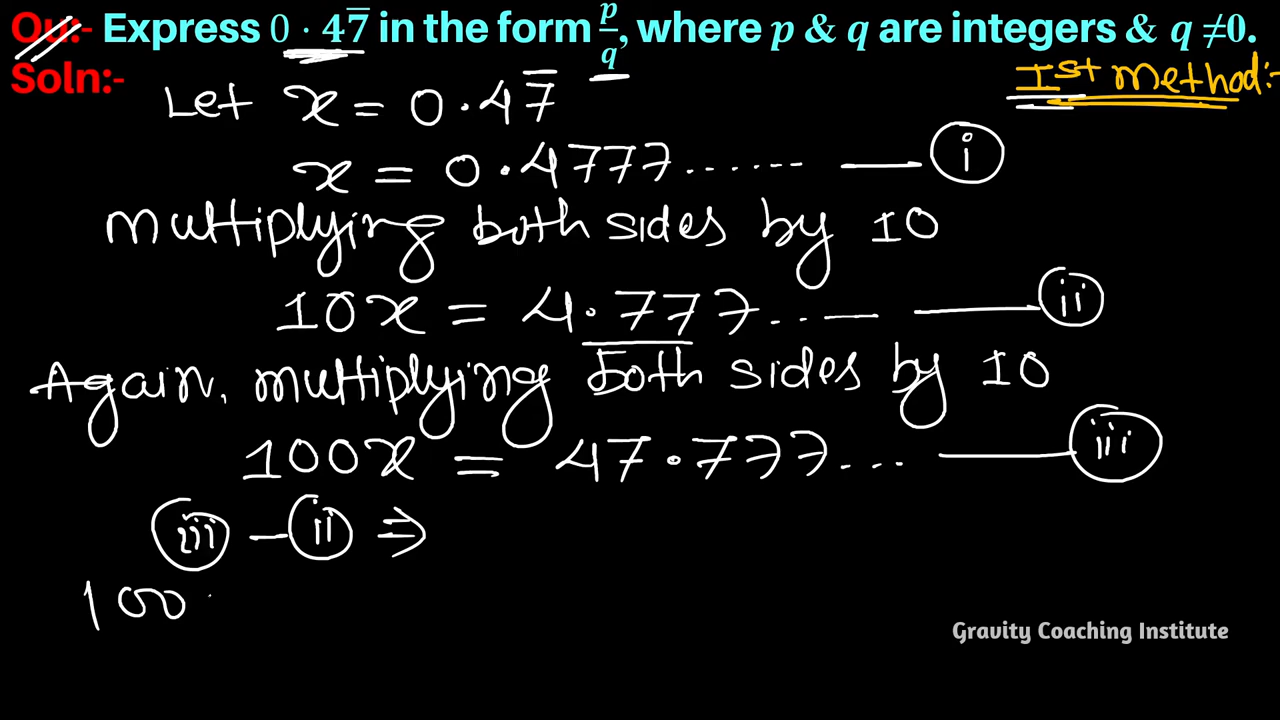 Qu:- Express 0 · 47̅ in the form p/q, where p & q are integers & q ≠0.
Soln:-
Ist Method:-
Let x = 0.47̅
x = 0.4777....... — (i)
Multiplying both sides by 10
10x = 4.777..... — (ii)
Again, multiplying both sides by 10
100x = 47.777... — (iii)
(iii) – (ii) ⇒
100
Gravity Coaching Institute